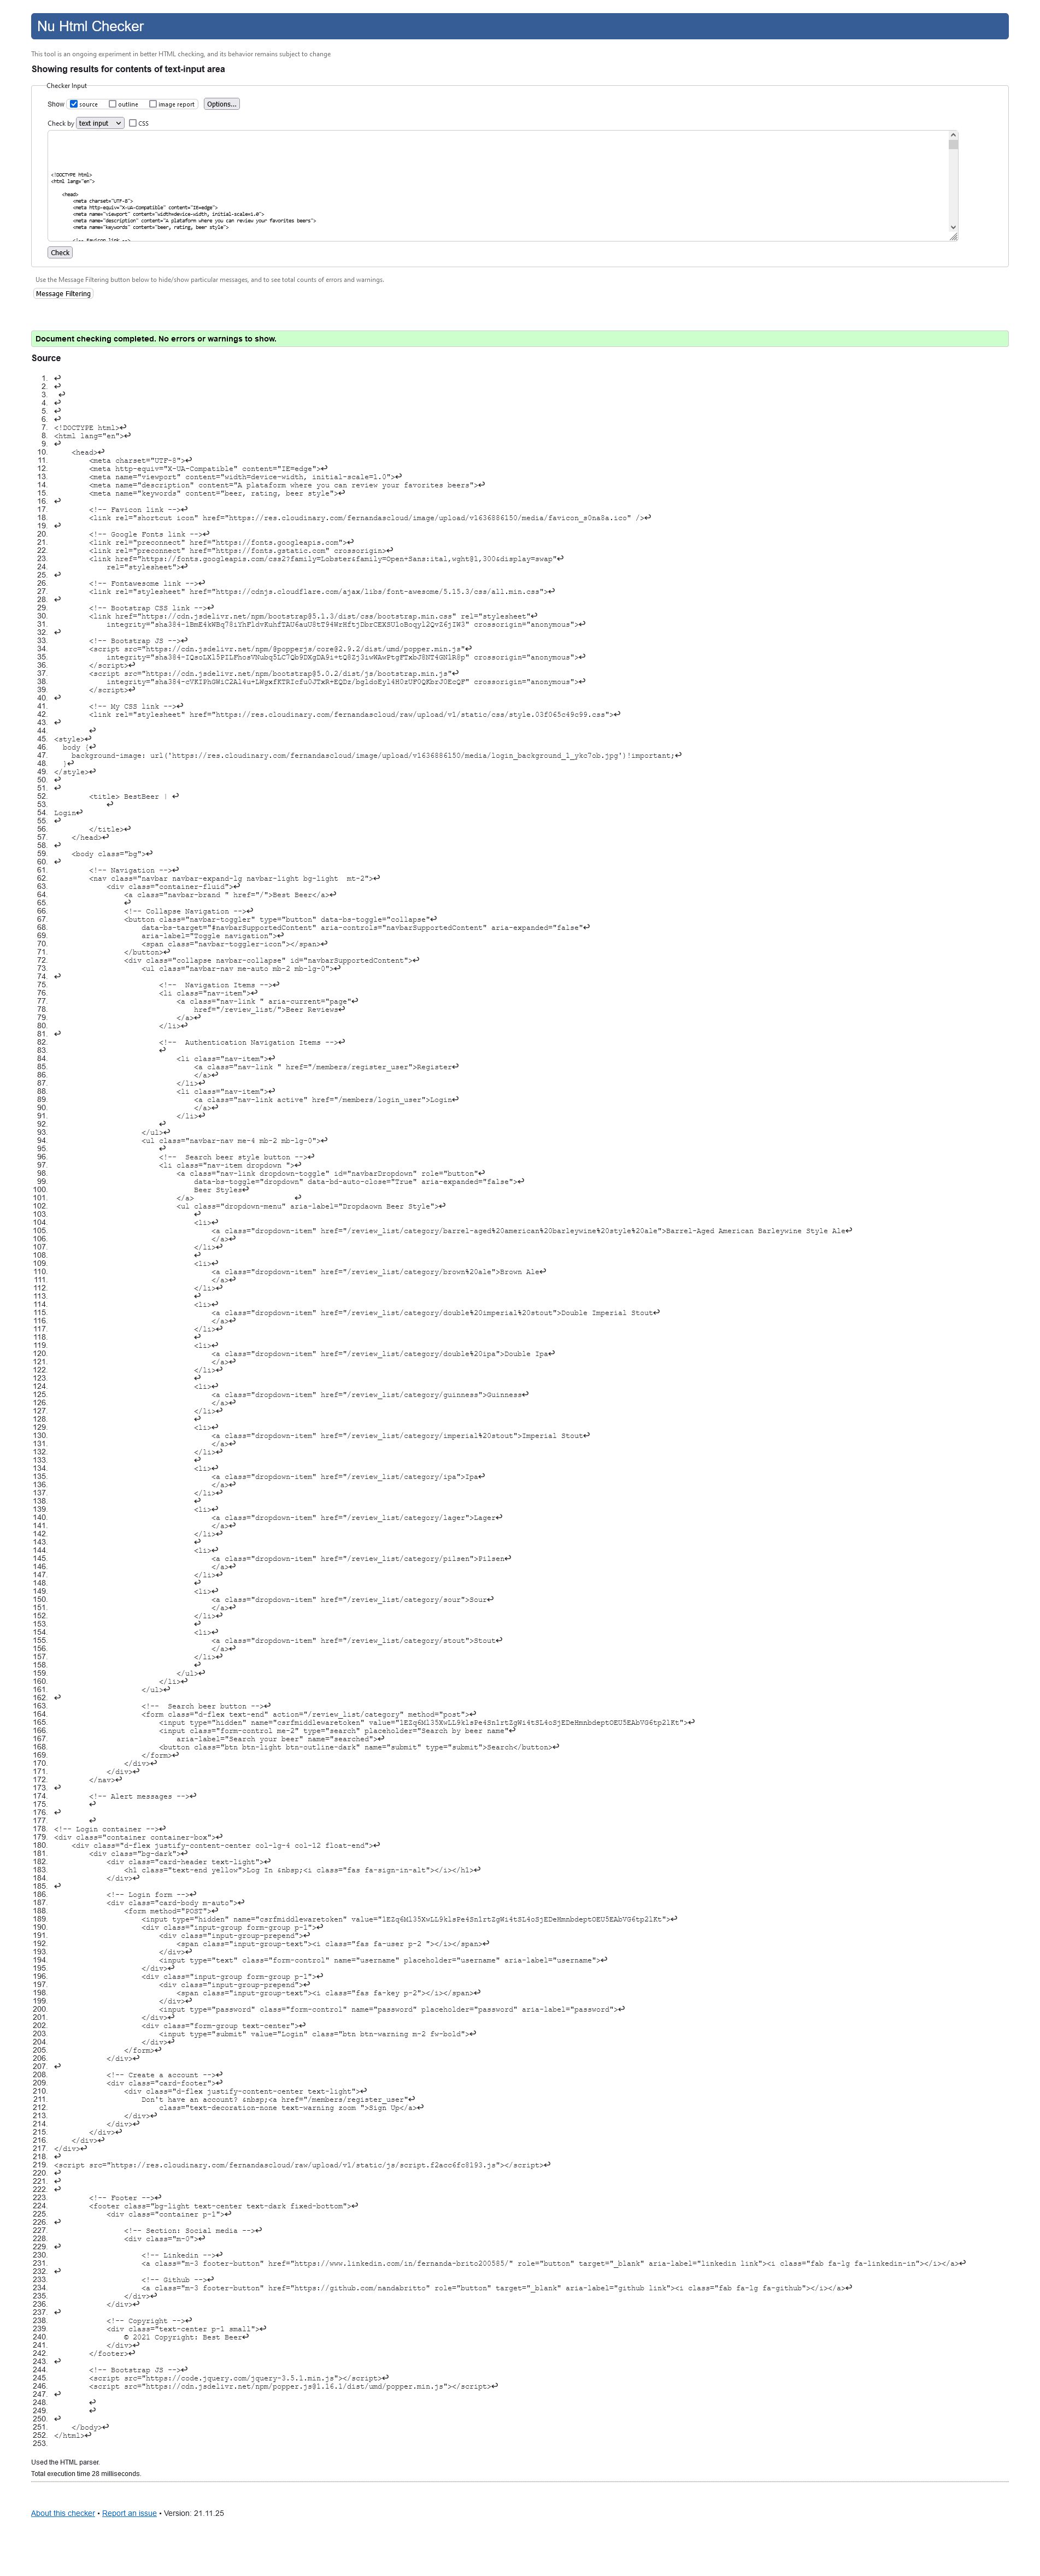 Nu Html Checker
This tool is an ongoing experiment in better HTML checking, and its behavior remains subject to change
Showing results for contents of text-input area
Checker Input
Show source outline image report Options...
Check by text input CSS
<!DOCTYPE html>
<html lang="en">
<head>
<meta charset="UTF-8">
<meta http-equiv="X-UA-Compatible" content="IE=edge">
<meta name="viewport" content="width=device-width, initial-scale=1.0">
<meta name="description" content="A plataform where you can review your favorites beers">
<meta name="keywords" content="beer, rating, beer style">
<!-- Favicon link -->
Check
Use the Message Filtering button below to hide/show particular messages, and to see total counts of errors and warnings.
Message Filtering
Document checking completed. No errors or warnings to show.
Source
1. ↩
2. ↩
3. ↩
4. ↩
5. ↩
6. ↩
7. <!DOCTYPE html>↩
8. <html lang="en">↩
9. ↩
10. <head>↩
11. <meta charset="UTF-8">↩
12. <meta http-equiv="X-UA-Compatible" content="IE=edge">↩
13. <meta name="viewport" content="width=device-width, initial-scale=1.0">↩
14. <meta name="description" content="A plataform where you can review your favorites beers">↩
15. <meta name="keywords" content="beer, rating, beer style">↩
16. ↩
17. <!-- Favicon link -->↩
18. <link rel="shortcut icon" href="https://res.cloudinary.com/fernandascloud/image/upload/v1636886150/media/favicon_s0na8a.ico" />↩
19. ↩
20. <!-- Google Fonts link -->↩
21. <link rel="preconnect" href="https://fonts.googleapis.com">↩
22. <link rel="preconnect" href="https://fonts.gstatic.com" crossorigin>↩
23. <link href="https://fonts.googleapis.com/css2?family=Lobster&family=Open+Sans:ital,wght@1,300&display=swap"↩
24. rel="stylesheet">↩
25. ↩
26. <!-- Fontawesome link -->↩
27. <link rel="stylesheet" href="https://cdnjs.cloudflare.com/ajax/libs/font-awesome/5.15.3/css/all.min.css">↩
28. ↩
29. <!-- Bootstrap CSS link -->↩
30. <link href="https://cdn.jsdelivr.net/npm/bootstrap@5.1.3/dist/css/bootstrap.min.css" rel="stylesheet"↩
31. integrity="sha384-1BmE4kWBq78iYhFldvKuhfTAU6auU8tT94WrHftjDbrCEXSU1oBoqyl2QvZ6jIW3" crossorigin="anonymous">↩
32. ↩
33. <!-- Bootstrap JS -->↩
34. <script src="https://cdn.jsdelivr.net/npm/@popperjs/core@2.9.2/dist/umd/popper.min.js"↩
35. integrity="sha384-IQsoLXl5PILFhosVNubq5LC7Qb9DXgDA9i+tQ8Zj3iwWAwPtgFTxbJ8NT4GN1R8p" crossorigin="anonymous">↩
36. </script>↩
37. <script src="https://cdn.jsdelivr.net/npm/bootstrap@5.0.2/dist/js/bootstrap.min.js"↩
38. integrity="sha384-cVKIPhGWiC2Al4u+LWgxfKTRIcfu0JTxR+EQDz/bgldoEyl4H0zUF0QKbrJ0EcQF" crossorigin="anonymous">↩
39. </script>↩
40. ↩
41. <!-- My CSS link -->↩
42. <link rel="stylesheet" href="https://res.cloudinary.com/fernandascloud/raw/upload/v1/static/css/style.03f065c49c99.css">↩
43. ↩
44. ↩
45. <style>↩
46. body {↩
47. background-image: url('https://res.cloudinary.com/fernandascloud/image/upload/v1636886150/media/login_background_1_ykc7ob.jpg')!important;↩
48. }↩
49. </style>↩
50. ↩
51. ↩
52. <title> BestBeer | ↩
53. ↩
54. Login↩
55. ↩
56. </title>↩
57. </head>↩
58. ↩
59. <body class="bg">↩
60. ↩
61. <!-- Navigation -->↩
62. <nav class="navbar navbar-expand-lg navbar-light bg-light  mt-2">↩
63. <div class="container-fluid">↩
64. <a class="navbar-brand " href="/">Best Beer</a>↩
65. ↩
66. <!-- Collapse Navigation -->↩
67. <button class="navbar-toggler" type="button" data-bs-toggle="collapse"↩
68. data-bs-target="#navbarSupportedContent" aria-controls="navbarSupportedContent" aria-expanded="false"↩
69. aria-label="Toggle navigation">↩
70. <span class="navbar-toggler-icon"></span>↩
71. </button>↩
72. <div class="collapse navbar-collapse" id="navbarSupportedContent">↩
73. <ul class="navbar-nav me-auto mb-2 mb-lg-0">↩
74. ↩
75. <!--  Navigation Items -->↩
76. <li class="nav-item">↩
77. <a class="nav-link " aria-current="page"↩
78. href="/review_list/">Beer Reviews↩
79. </a>↩
80. </li>↩
81. ↩
82. <!--  Authentication Navigation Items -->↩
83. ↩
84. <li class="nav-item">↩
85. <a class="nav-link " href="/members/register_user">Register↩
86. </a>↩
87. </li>↩
88. <li class="nav-item">↩
89. <a class="nav-link active" href="/members/login_user">Login↩
90. </a>↩
91. </li>↩
92. ↩
93. </ul>↩
94. <ul class="navbar-nav me-4 mb-2 mb-lg-0">↩
95. ↩
96. <!--  Search beer style button -->↩
97. <li class="nav-item dropdown ">↩
98. <a class="nav-link dropdown-toggle" id="navbarDropdown" role="button"↩
99. data-bs-toggle="dropdown" data-bd-auto-close="True" aria-expanded="false">↩
100. Beer Styles↩
101. </a> ↩
102. <ul class="dropdown-menu" aria-label="Dropdaown Beer Style">↩
103. ↩
104. <li>↩
105. <a class="dropdown-item" href="/review_list/category/barrel-aged%20american%20barleywine%20style%20ale">Barrel-Aged American Barleywine Style Ale↩
106. </a>↩
107. </li>↩
108. ↩
109. <li>↩
110. <a class="dropdown-item" href="/review_list/category/brown%20ale">Brown Ale↩
111. </a>↩
112. </li>↩
113. ↩
114. <li>↩
115. <a class="dropdown-item" href="/review_list/category/double%20imperial%20stout">Double Imperial Stout↩
116. </a>↩
117. </li>↩
118. ↩
119. <li>↩
120. <a class="dropdown-item" href="/review_list/category/double%20ipa">Double Ipa↩
121. </a>↩
122. </li>↩
123. ↩
124. <li>↩
125. <a class="dropdown-item" href="/review_list/category/guinness">Guinness↩
126. </a>↩
127. </li>↩
128. ↩
129. <li>↩
130. <a class="dropdown-item" href="/review_list/category/imperial%20stout">Imperial Stout↩
131. </a>↩
132. </li>↩
133. ↩
134. <li>↩
135. <a class="dropdown-item" href="/review_list/category/ipa">Ipa↩
136. </a>↩
137. </li>↩
138. ↩
139. <li>↩
140. <a class="dropdown-item" href="/review_list/category/lager">Lager↩
141. </a>↩
142. </li>↩
143. ↩
144. <li>↩
145. <a class="dropdown-item" href="/review_list/category/pilsen">Pilsen↩
146. </a>↩
147. </li>↩
148. ↩
149. <li>↩
150. <a class="dropdown-item" href="/review_list/category/sour">Sour↩
151. </a>↩
152. </li>↩
153. ↩
154. <li>↩
155. <a class="dropdown-item" href="/review_list/category/stout">Stout↩
156. </a>↩
157. </li>↩
158. ↩
159. </ul>↩
160. </li>↩
161. </ul>↩
162. ↩
163. <!--  Search beer button -->↩
164. <form class="d-flex text-end" action="/review_list/category" method="post">↩
165. <input type="hidden" name="csrfmiddlewaretoken" ↩
166. <input class="form-control me-2" type="search" placeholder="Search by beer name"↩
167. aria-label="Search your beer" name="searched">↩
168. <button class="btn btn-light btn-outline-dark" name="submit" type="submit">Search</button>↩
169. </form>↩
170. </div>↩
171. </div>↩
172. </nav>↩
173. ↩
174. <!-- Alert messages -->↩
175. ↩
176. ↩
177. ↩
178. <!-- Login container -->↩
179. <div class="container container-box">↩
180. <div class="d-flex justify-content-center col-lg-4 col-12 float-end">↩
181. <div class="bg-dark">↩
182. <div class="card-header text-light">↩
183. <h1 class="text-end yellow">Log In &nbsp;<i class="fas fa-sign-in-alt"></i></h1>↩
184. </div>↩
185. ↩
186. <!-- Login form -->↩
187. <div class="card-body m-auto">↩
188. <form method="POST">↩
189. <input type="hidden" name="csrfmiddlewaretoken" ↩
190. <div class="input-group form-group p-1">↩
191. <div class="input-group-prepend">↩
192. <span class="input-group-text"><i class="fas fa-user p-2 "></i></span>↩
193. </div>↩
194. <input type="text" class="form-control" name="username" placeholder="username" aria-label="username">↩
195. </div>↩
196. <div class="input-group form-group p-1">↩
197. <div class="input-group-prepend">↩
198. <span class="input-group-text"><i class="fas fa-key p-2"></i></span>↩
199. </div>↩
200. <input type="password" class="form-control" name="password" placeholder="password" aria-label="password">↩
201. </div>↩
202. <div class="form-group text-center">↩
203. <input type="submit" value="Login" class="btn btn-warning m-2 fw-bold">↩
204. </div>↩
205. </form>↩
206. </div>↩
207. ↩
208. <!-- Create a account -->↩
209. <div class="card-footer">↩
210. <div class="d-flex justify-content-center text-light">↩
211. Don't have an account? &nbsp;<a href="/members/register_user"↩
212. class="text-decoration-none text-warning zoom ">Sign Up</a>↩
213. </div>↩
214. </div>↩
215. </div>↩
216. </div>↩
217. </div>↩
218. ↩
219. <script src="https://res.cloudinary.com/fernandascloud/raw/upload/v1/static/js/script.f2acc6fc8193.js"></script>↩
220. ↩
221. ↩
222. ↩
223. <!-- Footer -->↩
224. <footer class="bg-light text-center text-dark fixed-bottom">↩
225. <div class="container p-1">↩
226. ↩
227. <!-- Section: Social media -->↩
228. <div class="m-0">↩
229. ↩
230. <!-- Linkedin -->↩
231. <a class="m-3 footer-button" href="https://www.linkedin.com/in/fernanda-brito200585/" role="button" target="_blank" aria-label="linkedin link"><i class="fab fa-lg fa-linkedin-in"></i></a>↩
232. ↩
233. <!-- Github -->↩
234. <a class="m-3 footer-button" href="https://github.com/nandabritto" role="button" target="_blank" aria-label="github link"><i class="fab fa-lg fa-github"></i></a>↩
235. </div>↩
236. </div>↩
237. ↩
238. <!-- Copyright -->↩
239. <div class="text-center p-1 small">↩
240. © 2021 Copyright: Best Beer↩
241. </div>↩
242. </footer>↩
243. ↩
244. <!-- Bootstrap JS -->↩
245. <script src="https://code.jquery.com/jquery-3.5.1.min.js"></script>↩
246. <script src="https://cdn.jsdelivr.net/npm/popper.js@1.16.1/dist/umd/popper.min.js"></script>↩
247. ↩
248. ↩
249. ↩
250. ↩
251. </body>↩
252. </html>↩
253.
Used the HTML parser.
Total execution time 28 milliseconds.
About this checker • Report an issue • Version: 21.11.25